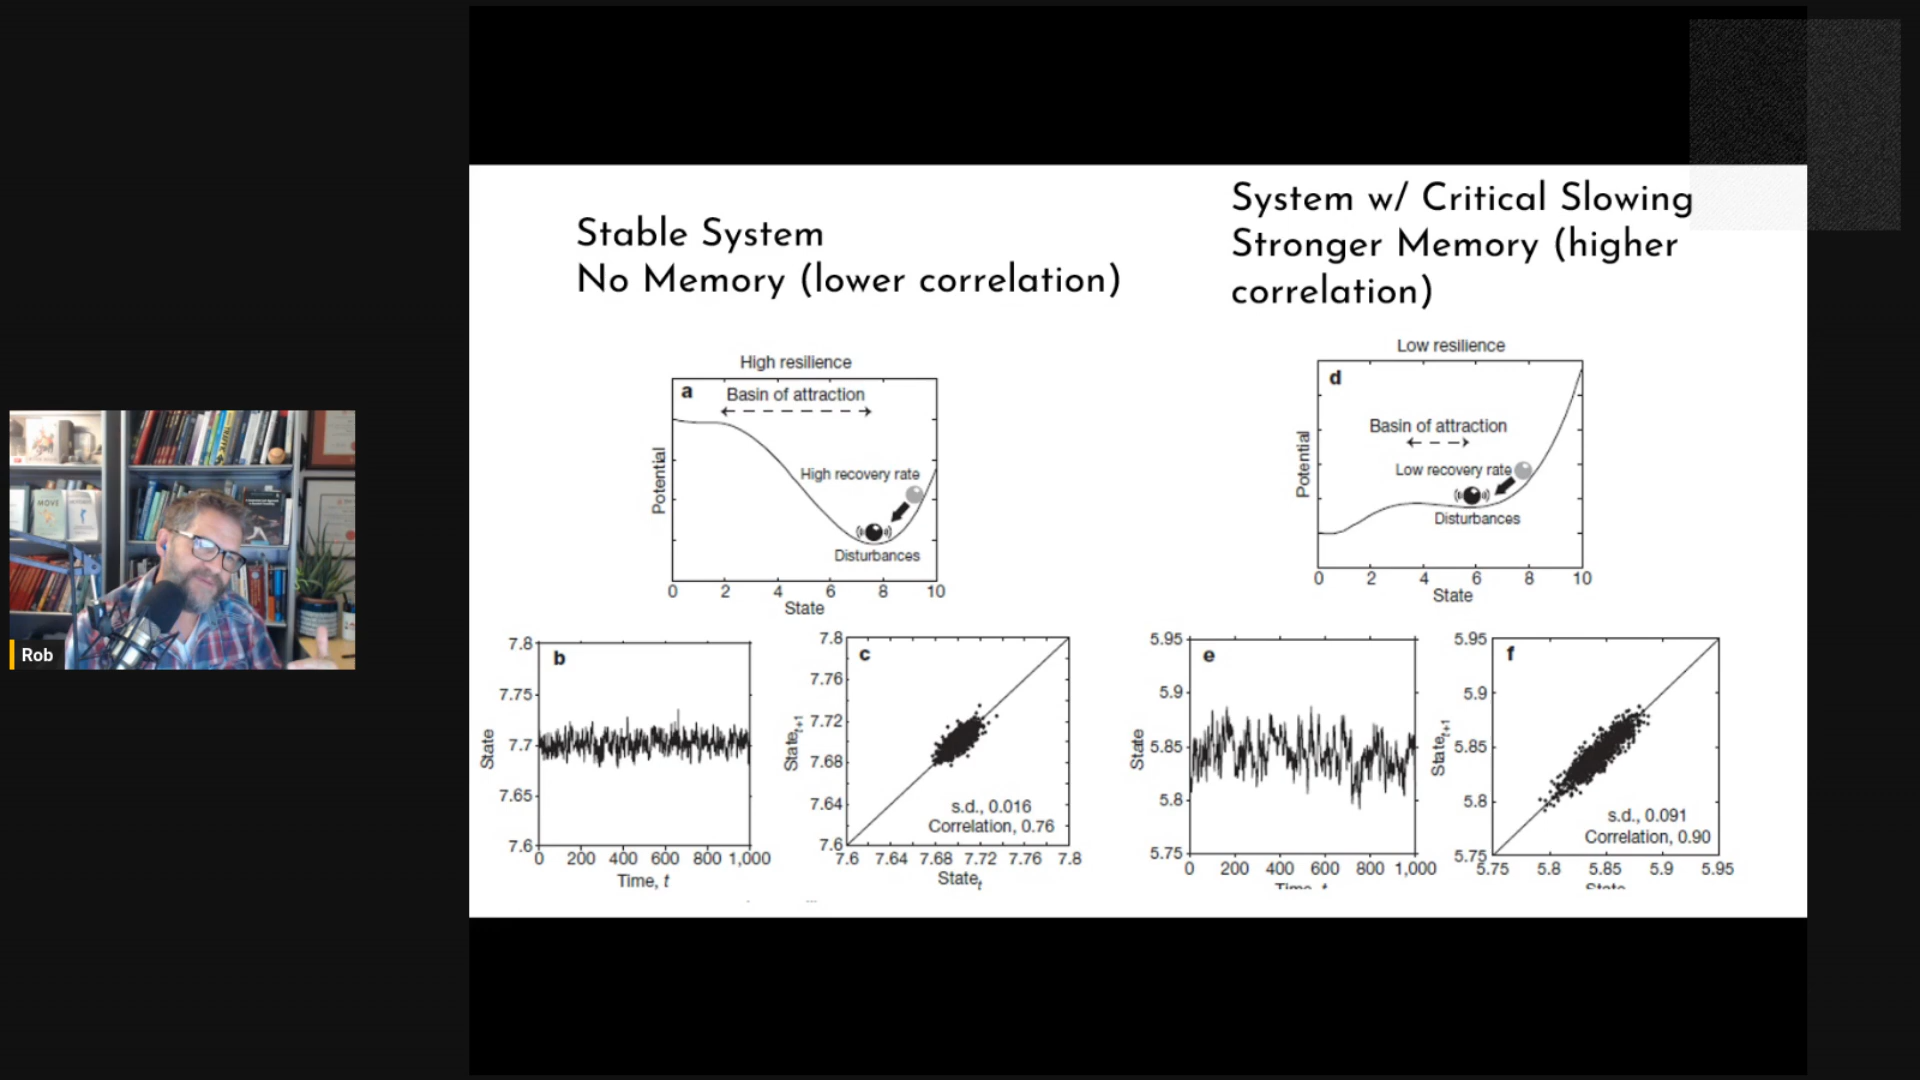 Stable System
No Memory (lower correlation)
System w/ Critical Slowing
Stronger Memory (higher
correlation)
High resilience
a
Basin of attraction
High recovery rate
Disturbances
Potential
0 2 4 6 8 10
State
Low resilience
d
Basin of attraction
Low recovery rate
Disturbances
Potential
0 2 4 6 8 10
State
b
7.8
7.75
7.7
7.65
7.6
State
0 200 400 600 800 1,000
Time, t
c
7.8
7.76
7.72
7.68
7.64
7.6
State t+1
s.d., 0.016
Correlation, 0.76
7.6 7.64 7.68 7.72 7.76 7.8
State t
e
5.95
5.9
5.85
5.8
5.75
State
0 200 400 600 800 1,000
Time, t
f
5.95
5.9
5.85
5.8
5.75
State t+1
s.d., 0.091
Correlation, 0.90
5.75 5.8 5.85 5.9 5.95
State
MOVE
Rob